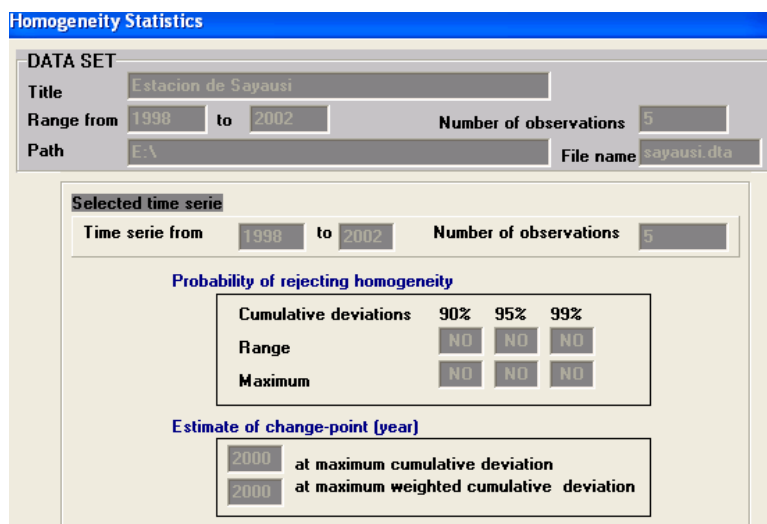 Homogeneity Statistics
DATA SET
Title Estacion de Sayausi
Range from 1998 to 2002 Number of observations 5
Path E:\ File name sayausi.dta
Selected time serie
Time serie from 1998 to 2002 Number of observations 5
Probability of rejecting homogeneity
Cumulative deviations 90% 95% 99%
Range NO NO NO
Maximum NO NO NO
Estimate of change-point (year)
2000 at maximum cumulative deviation
2000 at maximum weighted cumulative deviation